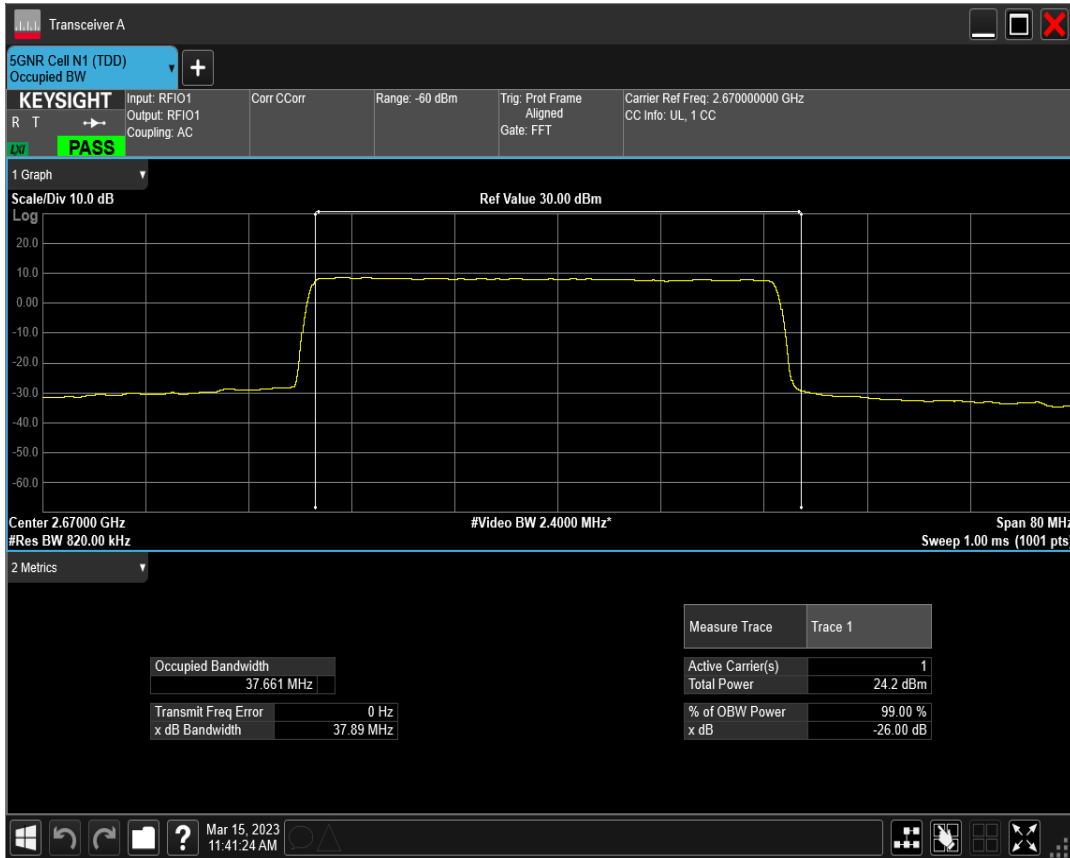 Transceiver A
5GNR Cell N1 (TDD)
Occupied BW
+
KEYSIGHT
R T
LXI
PASS
Input: RFIO1
Output: RFIO1
Coupling: AC
Corr CCorr
Range: -60 dBm
Trig: Prot Frame
Aligned
Gate: FFT
Carrier Ref Freq: 2.670000000 GHz
CC Info: UL, 1 CC
1 Graph
Scale/Div 10.0 dB
Ref Value 30.00 dBm
Log
20.0
10.0
0.00
-10.0
-20.0
-30.0
-40.0
-50.0
-60.0
Center 2.67000 GHz
#Video BW 2.4000 MHz*
Span 80 MHz
#Res BW 820.00 kHz
Sweep 1.00 ms (1001 pts)
2 Metrics
Measure Trace Trace 1
Occupied Bandwidth
37.661 MHz
Active Carrier(s) 1
Total Power 24.2 dBm
Transmit Freq Error 0 Hz
x dB Bandwidth 37.89 MHz
% of OBW Power 99.00 %
x dB -26.00 dB
?
Mar 15, 2023
11:41:24 AM